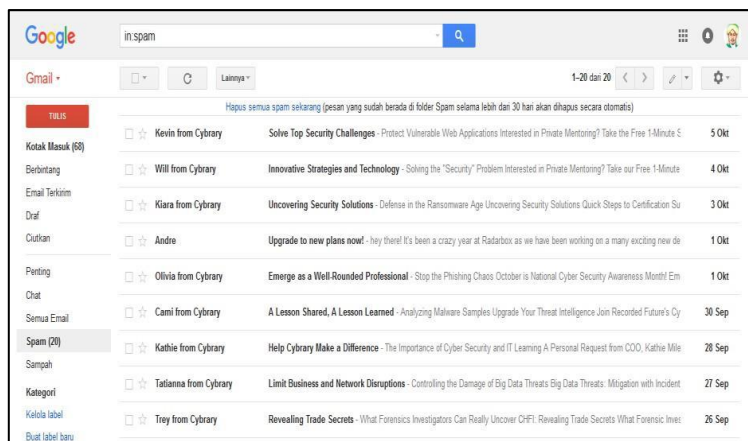 Google
in:spam
Gmail
Lainnya
1–20 dari 20
TULIS
Hapus semua spam sekarang (pesan yang sudah berada di folder Spam selama lebih dari 30 hari akan dihapus secara otomatis)
Kotak Masuk (68)
Berbintang
Email Terkirim
Draf
Ciutkan
Penting
Chat
Semua Email
Spam (20)
Sampah
Kategori
Kelola label
Buat label baru
Kevin from Cybrary Solve Top Security Challenges - Protect Vulnerable Web Applications Interested in Private Mentoring? Take the Free 1-Minute S 5 Okt
Will from Cybrary Innovative Strategies and Technology - Solving the "Security" Problem Interested in Private Mentoring? Take our Free 1-Minute 4 Okt
Kiara from Cybrary Uncovering Security Solutions - Defense in the Ransomware Age Uncovering Security Solutions Quick Steps to Certification Su 3 Okt
Andre Upgrade to new plans now! - hey there! It's been a crazy year at Radarbox as we have been working on a many exciting new de 1 Okt
Olivia from Cybrary Emerge as a Well-Rounded Professional - Stop the Phishing Chaos October is National Cyber Security Awareness Month! Em 1 Okt
Cami from Cybrary A Lesson Shared, A Lesson Learned - Analyzing Malware Samples Upgrade Your Threat Intelligence Join Recorded Future's Cy 30 Sep
Kathie from Cybrary Help Cybrary Make a Difference - The Importance of Cyber Security and IT Learning A Personal Request from COO, Kathie Mile 28 Sep
Tatianna from Cybrary Limit Business and Network Disruptions - Controlling the Damage of Big Data Threats Big Data Threats: Mitigation with Incident 27 Sep
Trey from Cybrary Revealing Trade Secrets - What Forensics Investigators Can Really Uncover CHFI: Revealing Trade Secrets What Forensic Inves 26 Sep